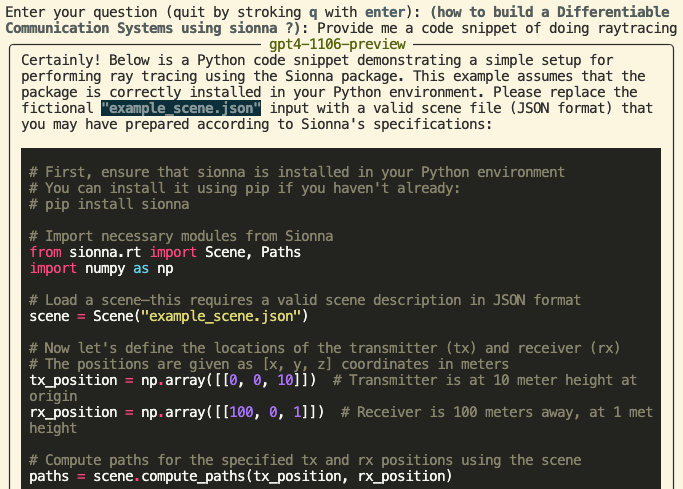 Enter your question (quit by stroking q with enter): (how to build a Differentiable
Communication Systems using sionna ?): Provide me a code snippet of doing raytracing
gpt4-1106-preview
Certainly! Below is a Python code snippet demonstrating a simple setup for
performing ray tracing using the Sionna package. This example assumes that the
package is correctly installed in your Python environment. Please replace the
fictional "example_scene.json" input with a valid scene file (JSON format) that
you may have prepared according to Sionna's specifications:
# First, ensure that sionna is installed in your Python environment
# You can install it using pip if you haven't already:
# pip install sionna
# Import necessary modules from Sionna
from sionna.rt import Scene, Paths
import numpy as np
# Load a scene—this requires a valid scene description in JSON format
scene = Scene("example_scene.json")
# Now let's define the locations of the transmitter (tx) and receiver (rx)
# The positions are given as [x, y, z] coordinates in meters
tx_position = np.array([[0, 0, 10]])  # Transmitter is at 10 meter height at
origin
rx_position = np.array([[100, 0, 1]])  # Receiver is 100 meters away, at 1 met
height
# Compute paths for the specified tx and rx positions using the scene
paths = scene.compute_paths(tx_position, rx_position)